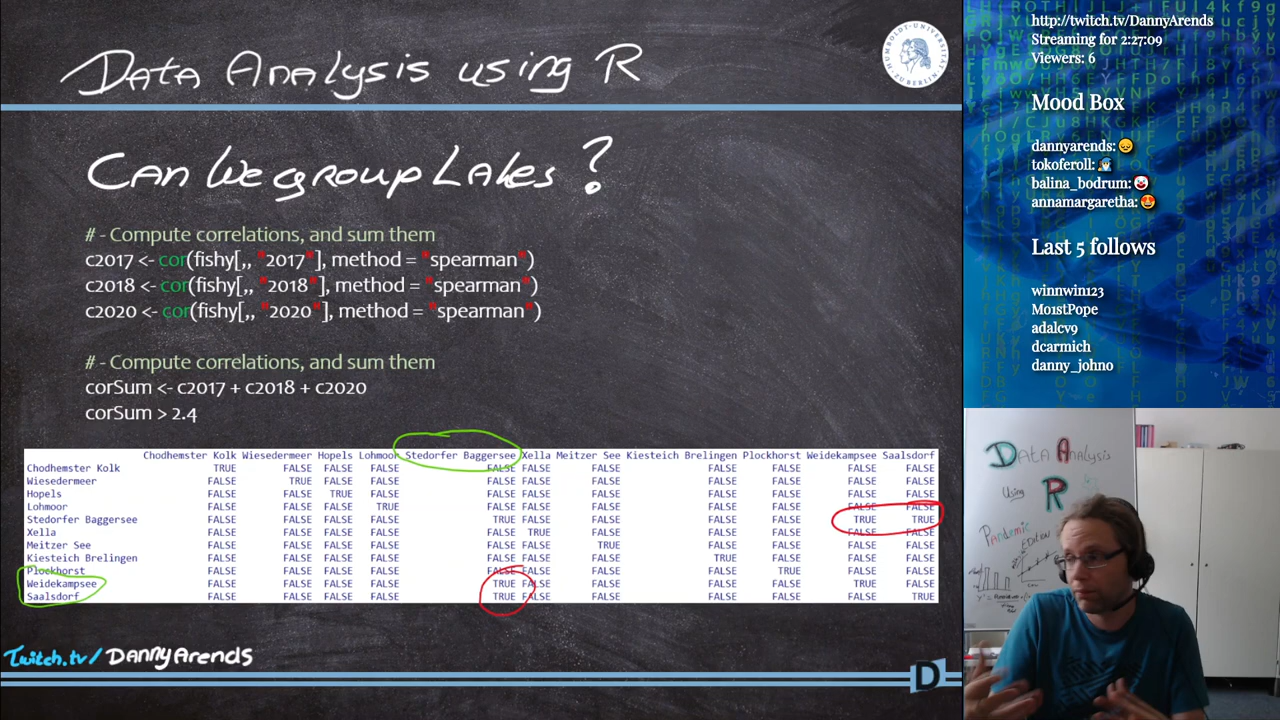 Data Analysis using R
HUMBOLDT-UNIVERSITÄT ZU BERLIN
Can We group Lakes ?
# - Compute correlations, and sum them
c2017 <- cor(fishy[,, "2017"], method = "spearman")
c2018 <- cor(fishy[,, "2018"], method = "spearman")
c2020 <- cor(fishy[,, "2020"], method = "spearman")
# - Compute correlations, and sum them
corSum <- c2017 + c2018 + c2020
corSum > 2.4
Chodhemster Kolk Wiesedermeer Hopels Lohmoor Stedorfer Baggersee Xella Meitzer See Kiesteich Brelingen Plockhorst Weidekampsee Saalsdorf
Chodhemster Kolk TRUE FALSE FALSE FALSE FALSE FALSE FALSE FALSE FALSE FALSE FALSE
Wiesedermeer FALSE TRUE FALSE FALSE FALSE FALSE FALSE FALSE FALSE FALSE FALSE
Hopels FALSE FALSE TRUE FALSE FALSE FALSE FALSE FALSE FALSE FALSE FALSE
Lohmoor FALSE FALSE FALSE TRUE FALSE FALSE FALSE FALSE FALSE FALSE FALSE
Stedorfer Baggersee FALSE FALSE FALSE FALSE TRUE FALSE FALSE FALSE FALSE TRUE TRUE
Xella FALSE FALSE FALSE FALSE FALSE TRUE FALSE FALSE FALSE FALSE FALSE
Meitzer See FALSE FALSE FALSE FALSE FALSE FALSE TRUE FALSE FALSE FALSE FALSE
Kiesteich Brelingen FALSE FALSE FALSE FALSE FALSE FALSE FALSE TRUE FALSE FALSE FALSE
Plockhorst FALSE FALSE FALSE FALSE FALSE FALSE FALSE FALSE TRUE FALSE FALSE
Weidekampsee FALSE FALSE FALSE FALSE TRUE FALSE FALSE FALSE FALSE TRUE FALSE
Saalsdorf FALSE FALSE FALSE FALSE TRUE FALSE FALSE FALSE FALSE FALSE TRUE
Twitch.tv/DannyArends
D
http://twitch.tv/DannyArends
Streaming for 2:27:09
Viewers: 6
Mood Box
dannyarends:
tokoferoll:
balina_bodrum:
annamargaretha:
Last 5 follows
winnwin123
Mo1stPope
adalcv9
dcarmich
danny_johno
Data Analysis
Using R
Pandemic